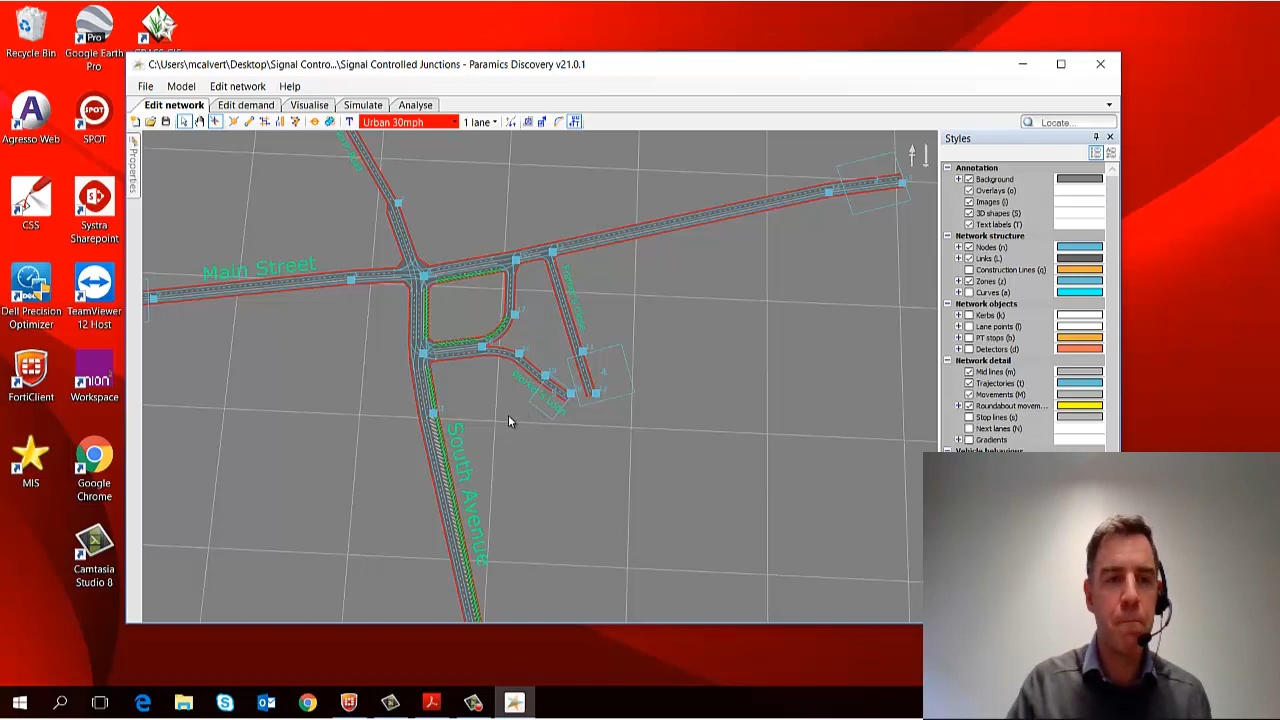 Recycle Bin
Google Earth Pro
Agresso Web
SPOT
CSS
Systra Sharepoint
Dell Precision Optimizer
TeamViewer 12 Host
FortiClient
Workspace
MIS
Google Chrome
Camtasia Studio 8
C:\Users\mcalvert\Desktop\Signal Contro...\Signal Controlled Junctions - Paramics Discovery v21.0.1
File Model Edit network Help
Edit network Edit demand Visualise Simulate Analyse
Urban 30mph 1 lane
Locate...
Properties
Main Street
South Avenue
Styles
Annotation
Background
Overlays (o)
Images (i)
3D shapes (S)
Text labels (T)
Network structure
Nodes (n)
Links (L)
Construction Lines (q)
Zones (z)
Curves (a)
Network objects
Kerbs (k)
Lane points (l)
PT stops (b)
Detectors (d)
Network detail
Mid lines (m)
Trajectories (t)
Movements (M)
Roundabout movem...
Stop lines (s)
Next lanes (N)
Gradients